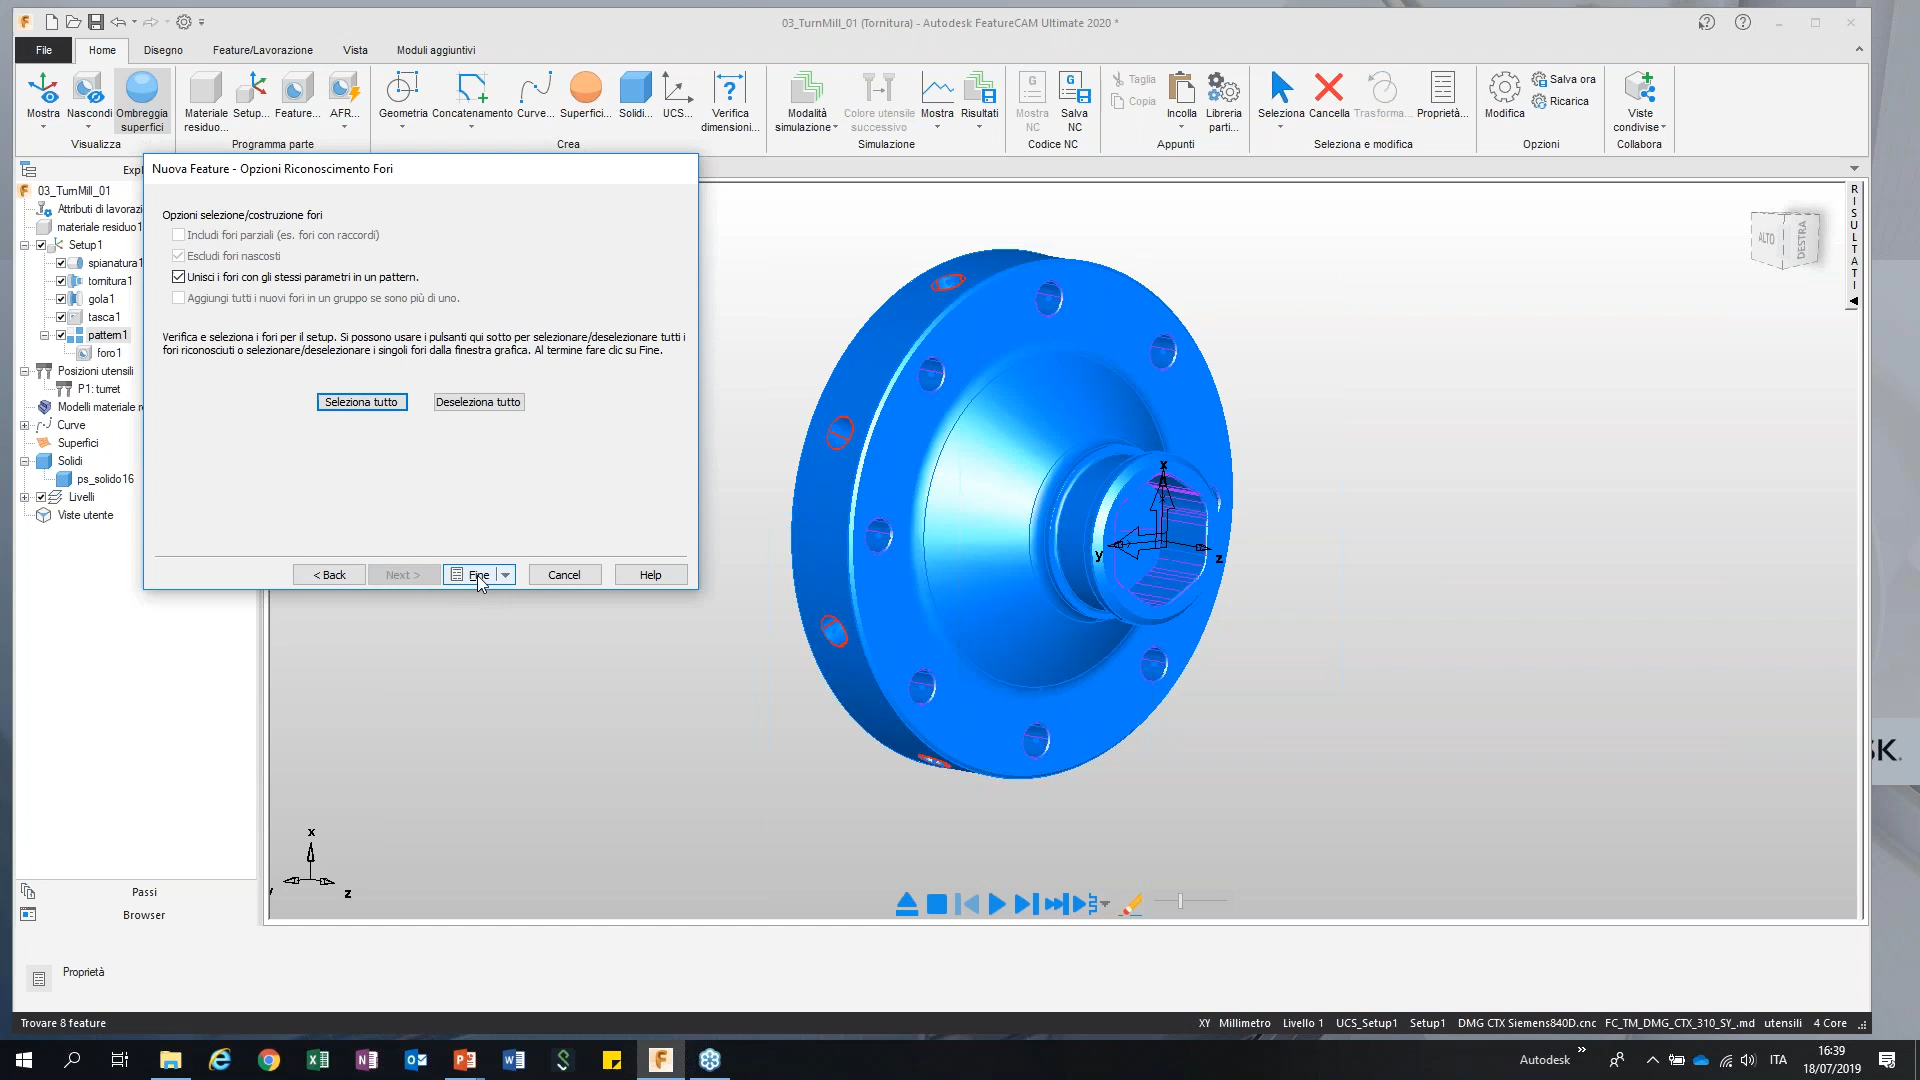 03_TurnMill_01 (Tornitura) - Autodesk FeatureCAM Ultimate 2020 *
File Home Disegno Feature/Lavorazione Vista Moduli aggiuntivi
Mostra Nascondi Ombreggia superfici
Materiale residuo... Setup... Feature... AFR...
Geometria Concatenamento Curve... Superfici... Solidi... UCS... Verifica dimensioni...
Modalità simulazione Colore utensile successivo Mostra Risultati
Mostra NC Salva NC
Taglia
Copia
Incolla Libreria parti...
Seleziona Cancella Trasforma... Proprietà...
Modifica
Salva ora
Ricarica
Viste condivise
Visualizza Programma parte Crea Simulazione Codice NC Appunti Seleziona e modifica Opzioni Collabora
Expl
03_TurnMill_01
Attributi di lavorazi
materiale residuo1
Setup1
spianatura1
tornitura1
gola1
tasca1
pattern1
foro1
Posizioni utensili
P1: turret
Modelli materiale r
Curve
Superfici
Solidi
ps_solido16
Livelli
Viste utente
Passi
Browser
Nuova Feature - Opzioni Riconoscimento Fori
Opzioni selezione/costruzione fori
Includi fori parziali (es. fori con raccordi)
Escludi fori nascosti
Unisci i fori con gli stessi parametri in un pattern.
Aggiungi tutti i nuovi fori in un gruppo se sono più di uno.
Verifica e seleziona i fori per il setup. Si possono usare i pulsanti qui sotto per selezionare/deselezionare tutti i
fori riconosciuti o selezionare/deselezionare i singoli fori dalla finestra grafica. Al termine fare clic su Fine.
Seleziona tutto Deseleziona tutto
< Back Next > Fine Cancel Help
ALTO DESTRA
RISULTATI
x
y
z
x
z
K.
Proprietà
Trovare 8 feature
XY Millimetro Livello 1 UCS_Setup1 Setup1 DMG CTX Siemens840D.cnc FC_TM_DMG_CTX_310_SY_.md utensili 4 Core
Autodesk » ITA 16:39
18/07/2019